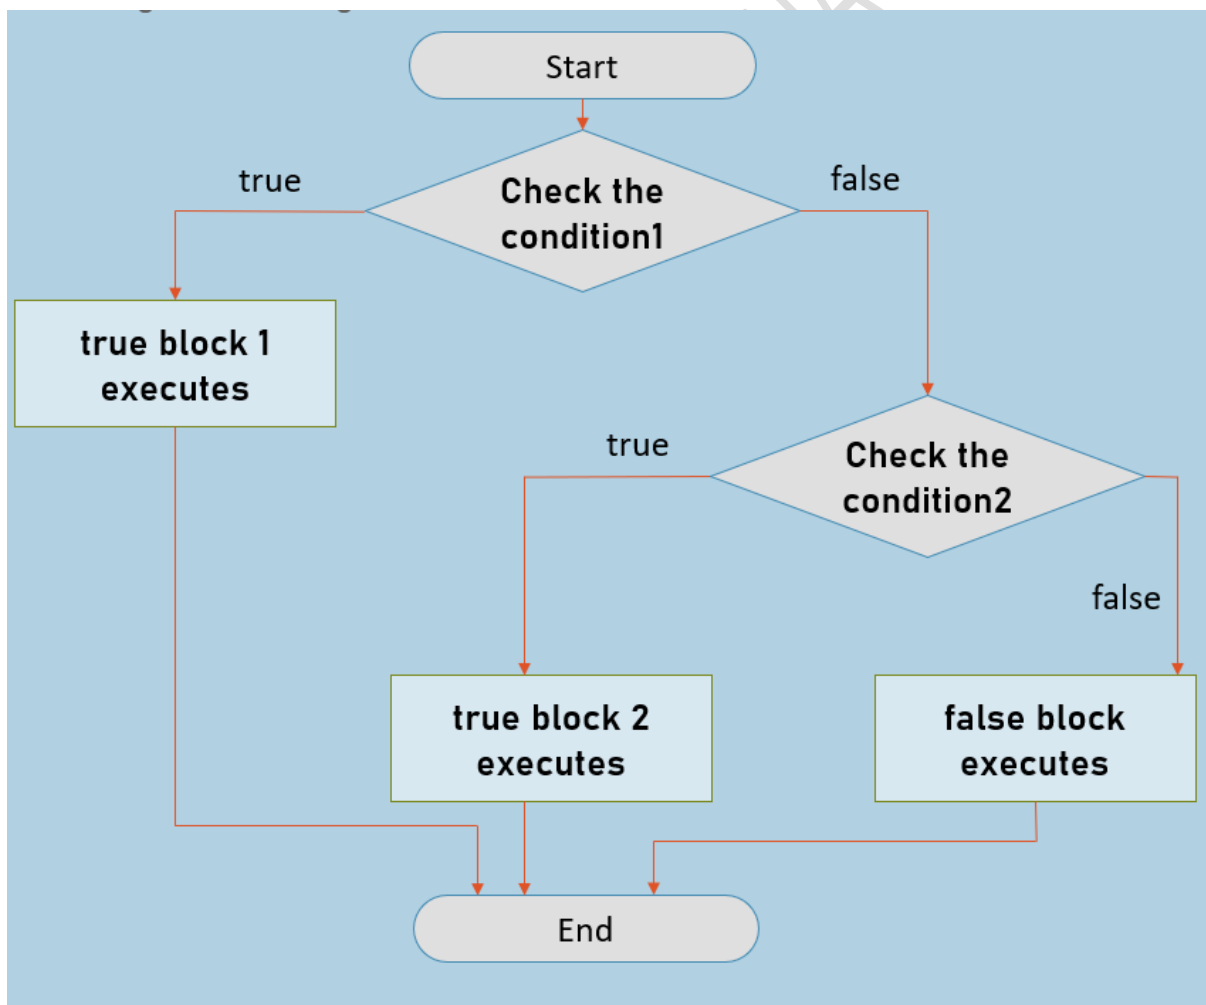 Start
true
false
Check the
condition1
true block 1
executes
true
Check the
condition2
false
true block 2
executes
false block
executes
End